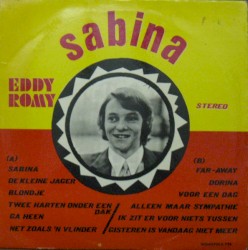 sabina
EDDY
ROMY
STEREO
(A)
SABINA
DE KLEINE JAGER
BLONDJE
TWEE HARTEN ONDER EEN
DAK
GA HEEN
NET ZOALS 'N VLINDER
(B)
FAR-AWAY
DORINA
VOOR EEN DAG
ALLEEN MAAR SYMPATHIE
IK ZIT ER VOOR NIETS TUSSEN
GISTEREN IS VANDAAG NIET MEER